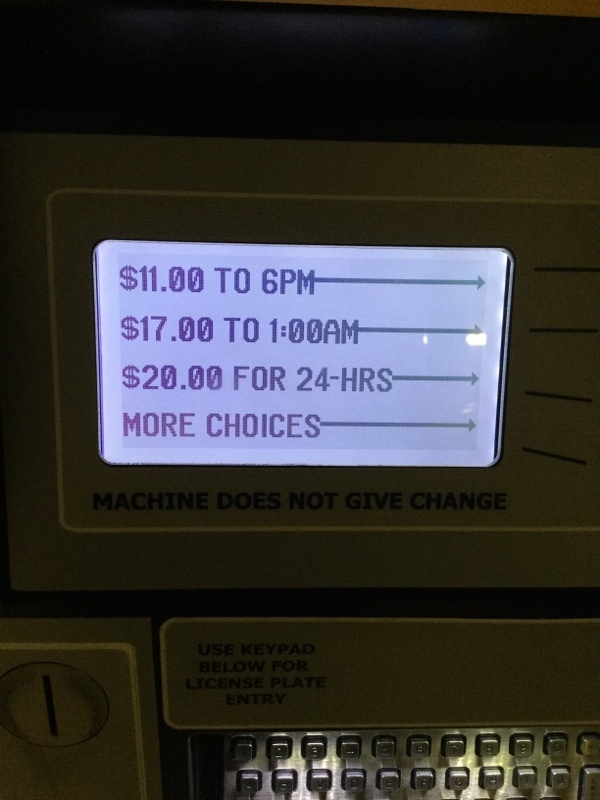 $11.00 TO 6PM
$17.00 TO 1:00AM
$20.00 FOR 24-HRS
MORE CHOICES
MACHINE DOES NOT GIVE CHANGE
USE KEYPAD
BELOW FOR
LICENSE PLATE
ENTRY